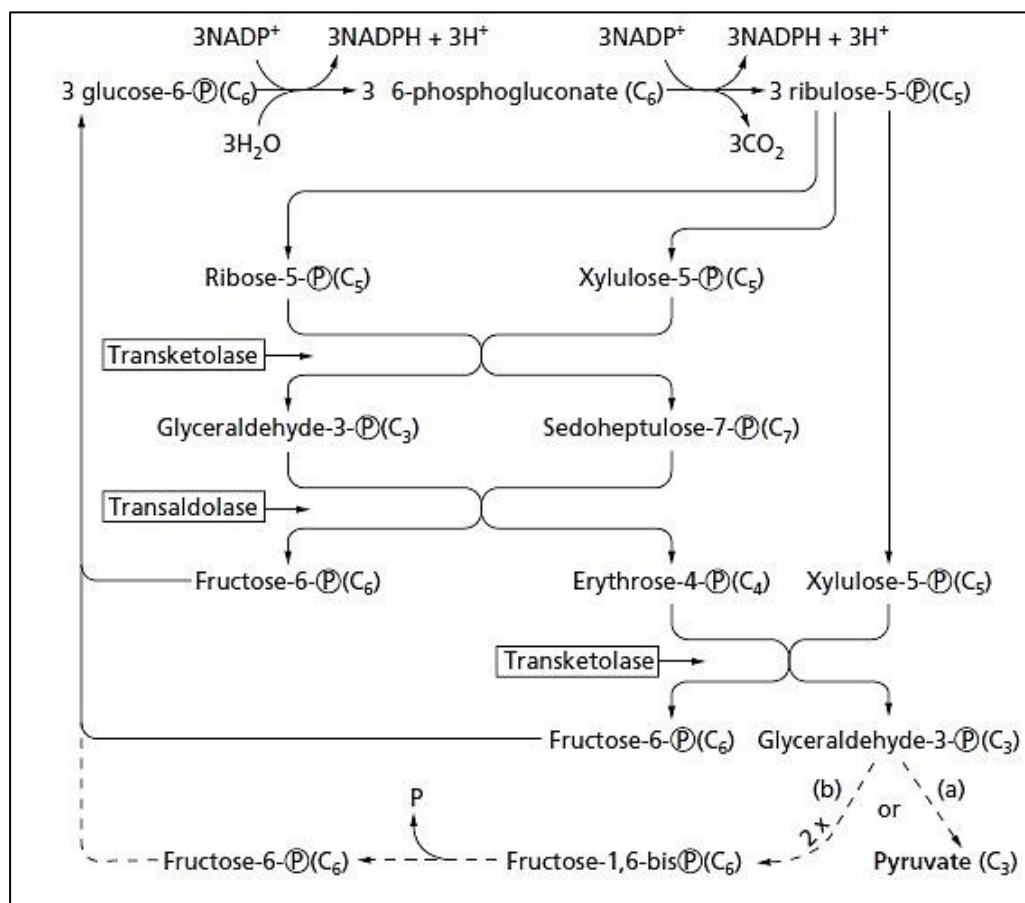 3NADP⁺ 3NADPH + 3H⁺ 3NADP⁺ 3NADPH + 3H⁺
3 glucose-6-Ⓟ(C₆) 3 6-phosphogluconate (C₆) 3 ribulose-5-Ⓟ(C₅)
3H₂O 3CO₂
Ribose-5-Ⓟ(C₅) Xylulose-5-Ⓟ(C₅)
Transketolase
Glyceraldehyde-3-Ⓟ(C₃) Sedoheptulose-7-Ⓟ(C₇)
Transaldolase
Fructose-6-Ⓟ(C₆) Erythrose-4-Ⓟ(C₄) Xylulose-5-Ⓟ(C₅)
Transketolase
Fructose-6-Ⓟ(C₆) Glyceraldehyde-3-Ⓟ(C₃)
P (b) or (a)
2 x
Fructose-6-Ⓟ(C₆) Fructose-1,6-bisⓅ(C₆) Pyruvate (C₃)